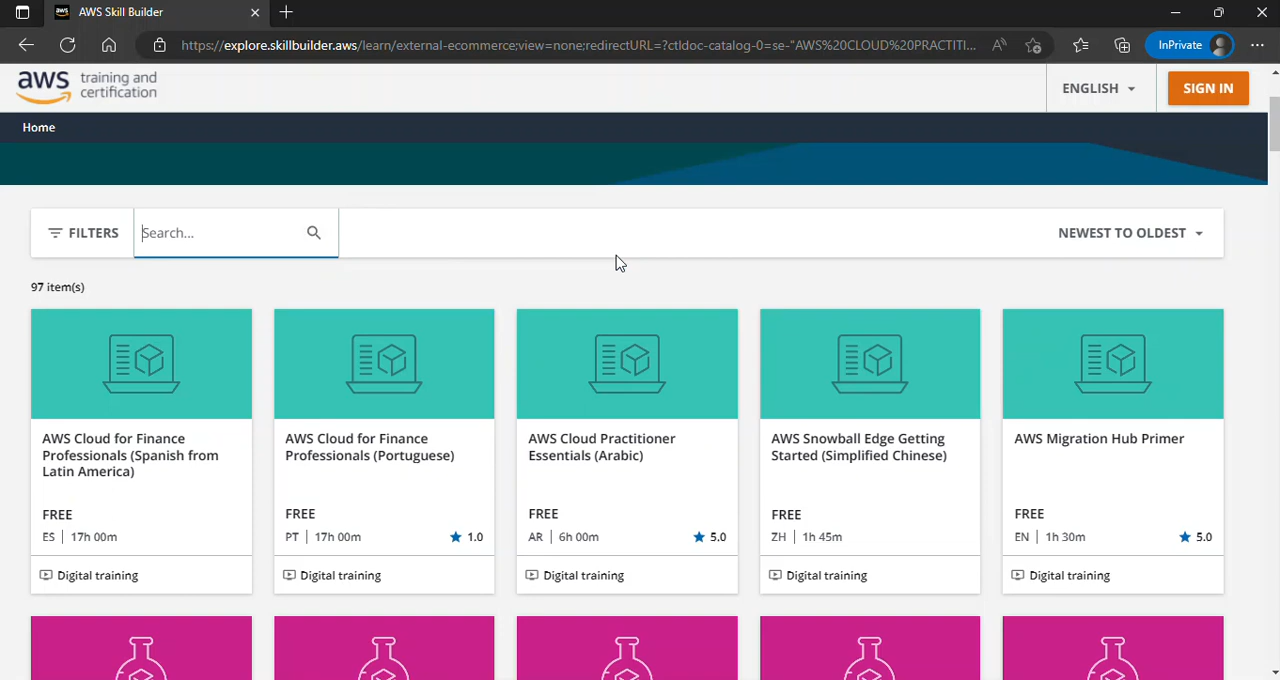 aws AWS Skill Builder
https://explore.skillbuilder.aws/learn/external-ecommerce;view=none;redirectURL=?ctldoc-catalog-0=se-"AWS%20CLOUD%20PRACTITI... InPrivate
aws training and certification
ENGLISH
SIGN IN
Home
FILTERS
Search...
NEWEST TO OLDEST
97 item(s)
AWS Cloud for Finance
Professionals (Spanish from
Latin America)
FREE
ES | 17h 00m
Digital training
AWS Cloud for Finance
Professionals (Portuguese)
FREE
PT | 17h 00m 1.0
Digital training
AWS Cloud Practitioner
Essentials (Arabic)
FREE
AR | 6h 00m 5.0
Digital training
AWS Snowball Edge Getting
Started (Simplified Chinese)
FREE
ZH | 1h 45m
Digital training
AWS Migration Hub Primer
FREE
EN | 1h 30m 5.0
Digital training